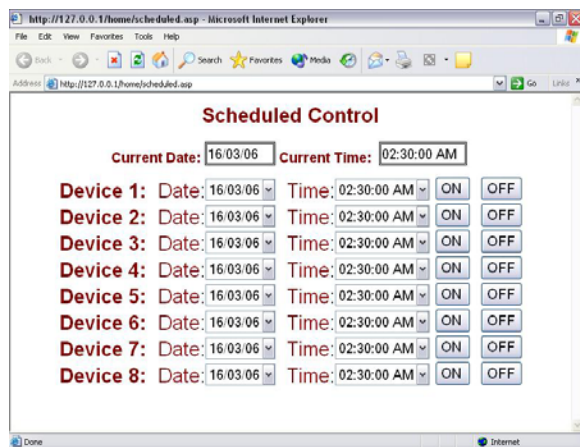 http://127.0.0.1/home/scheduled.asp - Microsoft Internet Explorer
File Edit View Favorites Tools Help
Back Search Favorites Media
Address http://127.0.0.1/home/scheduled.asp Go Links »
Scheduled Control
Current Date: 16/03/06 Current Time: 02:30:00 AM
Device 1: Date: 16/03/06 Time: 02:30:00 AM ON OFF
Device 2: Date: 16/03/06 Time: 02:30:00 AM ON OFF
Device 3: Date: 16/03/06 Time: 02:30:00 AM ON OFF
Device 4: Date: 16/03/06 Time: 02:30:00 AM ON OFF
Device 5: Date: 16/03/06 Time: 02:30:00 AM ON OFF
Device 6: Date: 16/03/06 Time: 02:30:00 AM ON OFF
Device 7: Date: 16/03/06 Time: 02:30:00 AM ON OFF
Device 8: Date: 16/03/06 Time: 02:30:00 AM ON OFF
Done Internet